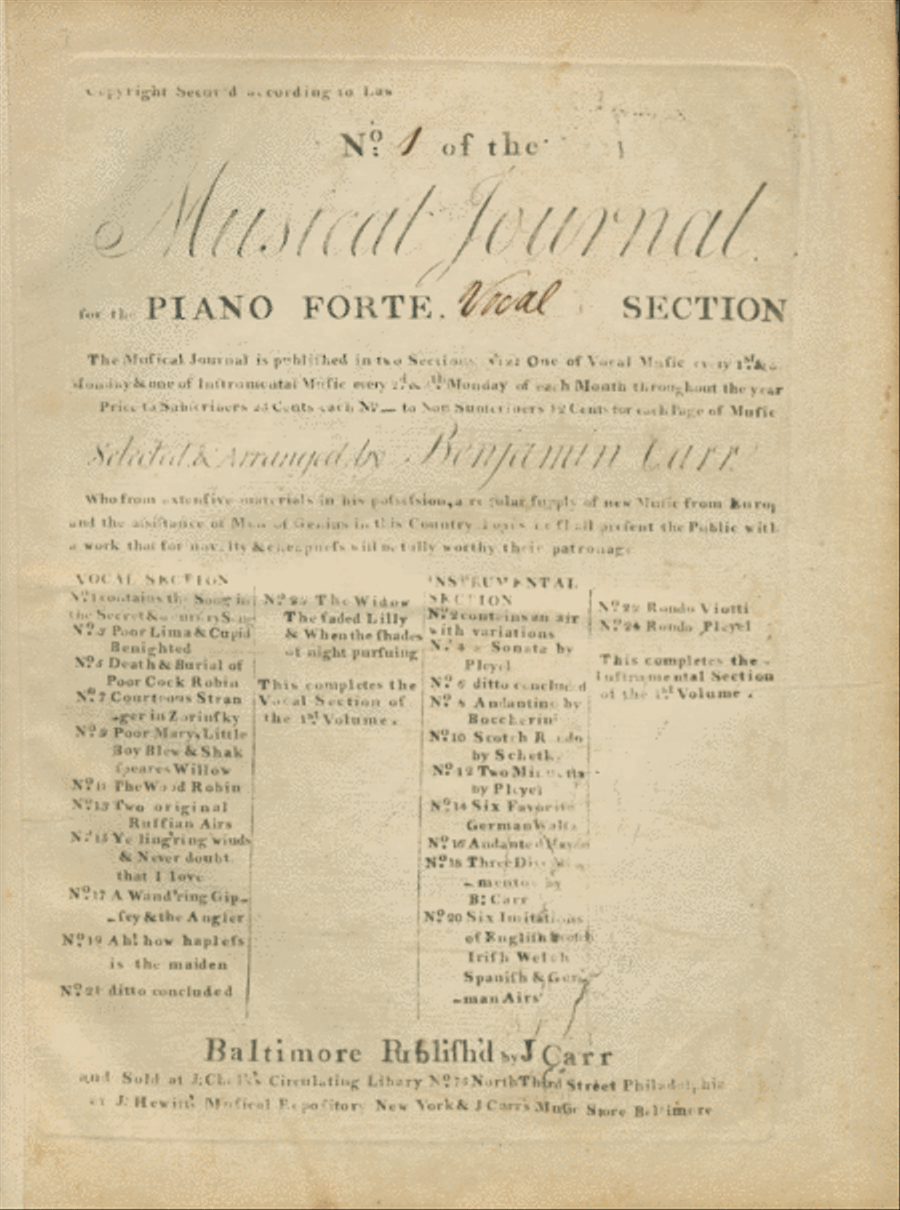 Copyright Secur'd according to Law
Nº. 1 of the
Musical Journal.
for the PIANO FORTE. Vocal SECTION
The Muſical Journal is publiſhed in two Sections, viz: One of Vocal Muſic every 1ſt &
Monday & one of Inſtrumental Muſic every 2d & 4th Monday of each Month throughout the year
Price to Subſcribers 25 Cents each Nº — to Non Subſcribers 12 Cents for each Page of Muſic
Selected & Arranged by Benjamin Carr
Who from extenſive materials in his poſseſsion, a regular ſupply of new Muſic from Europ
and the aſsiſtance of Men of Genius in this Country ſhall preſent the Public with
a work that for novelty & cheapneſs will be fully worthy their patronage
VOCAL SECTION
Nº 1 contains the Song in
the Secret &
Nº 3 Poor Lima & Cupid
Benighted
Nº 5 Death & Burial of
Poor Cock Robin
Nº 7 Courteous Stran
-ger in Zorinſky
Nº 9 Poor Mary, Little
Boy Blew & Shak
ſpeares Willow
Nº 11 The Wood Robin
Nº 13 Two original
Ruſſian Airs
Nº 15 Ye ling'ring winds
& Never doubt
that I love
Nº 17 A Wand'ring Gip-
-ſey & the Angler
Nº 19 Ah! how hapleſs
is the maiden
Nº 21 ditto concluded
Nº 23 The Widow
The faded Lilly
& When the ſhades
of night purſuing
This completes the
Vocal Section of
the 1ſt Volume.
INSTRUMENTAL
SECTION
Nº 2 contains an air
with variations
Nº 4 a Sonata by
Pleyel
Nº 6 ditto concluded
Nº 8 Andantino by
Boccherini
Nº 10 Scotch Rondo
by Schetky
Nº 12 Two Minuetts
by Pleyel
Nº 14 Six Favorite
German Waltz
Nº 16 Andante Haydn
Nº 18 Three Diverti
-mentos by
B: Carr
Nº 20 Six Imitations
of Engliſh Scotch
Iriſh Welch
Spaniſh & Ger
-man Airs
Nº 22 Rondo Viotti
Nº 24 Rondo Pleyel
This completes the
Inſtrumental Section
of the 1ſt Volume.
Baltimore Publiſh'd by J Carr
and Sold at J: Circulating Libary Nº 75 North Third Street Philadelphia
at J: Hewitt's Musical Repository New York & J Carr's Muſic Store Baltimore